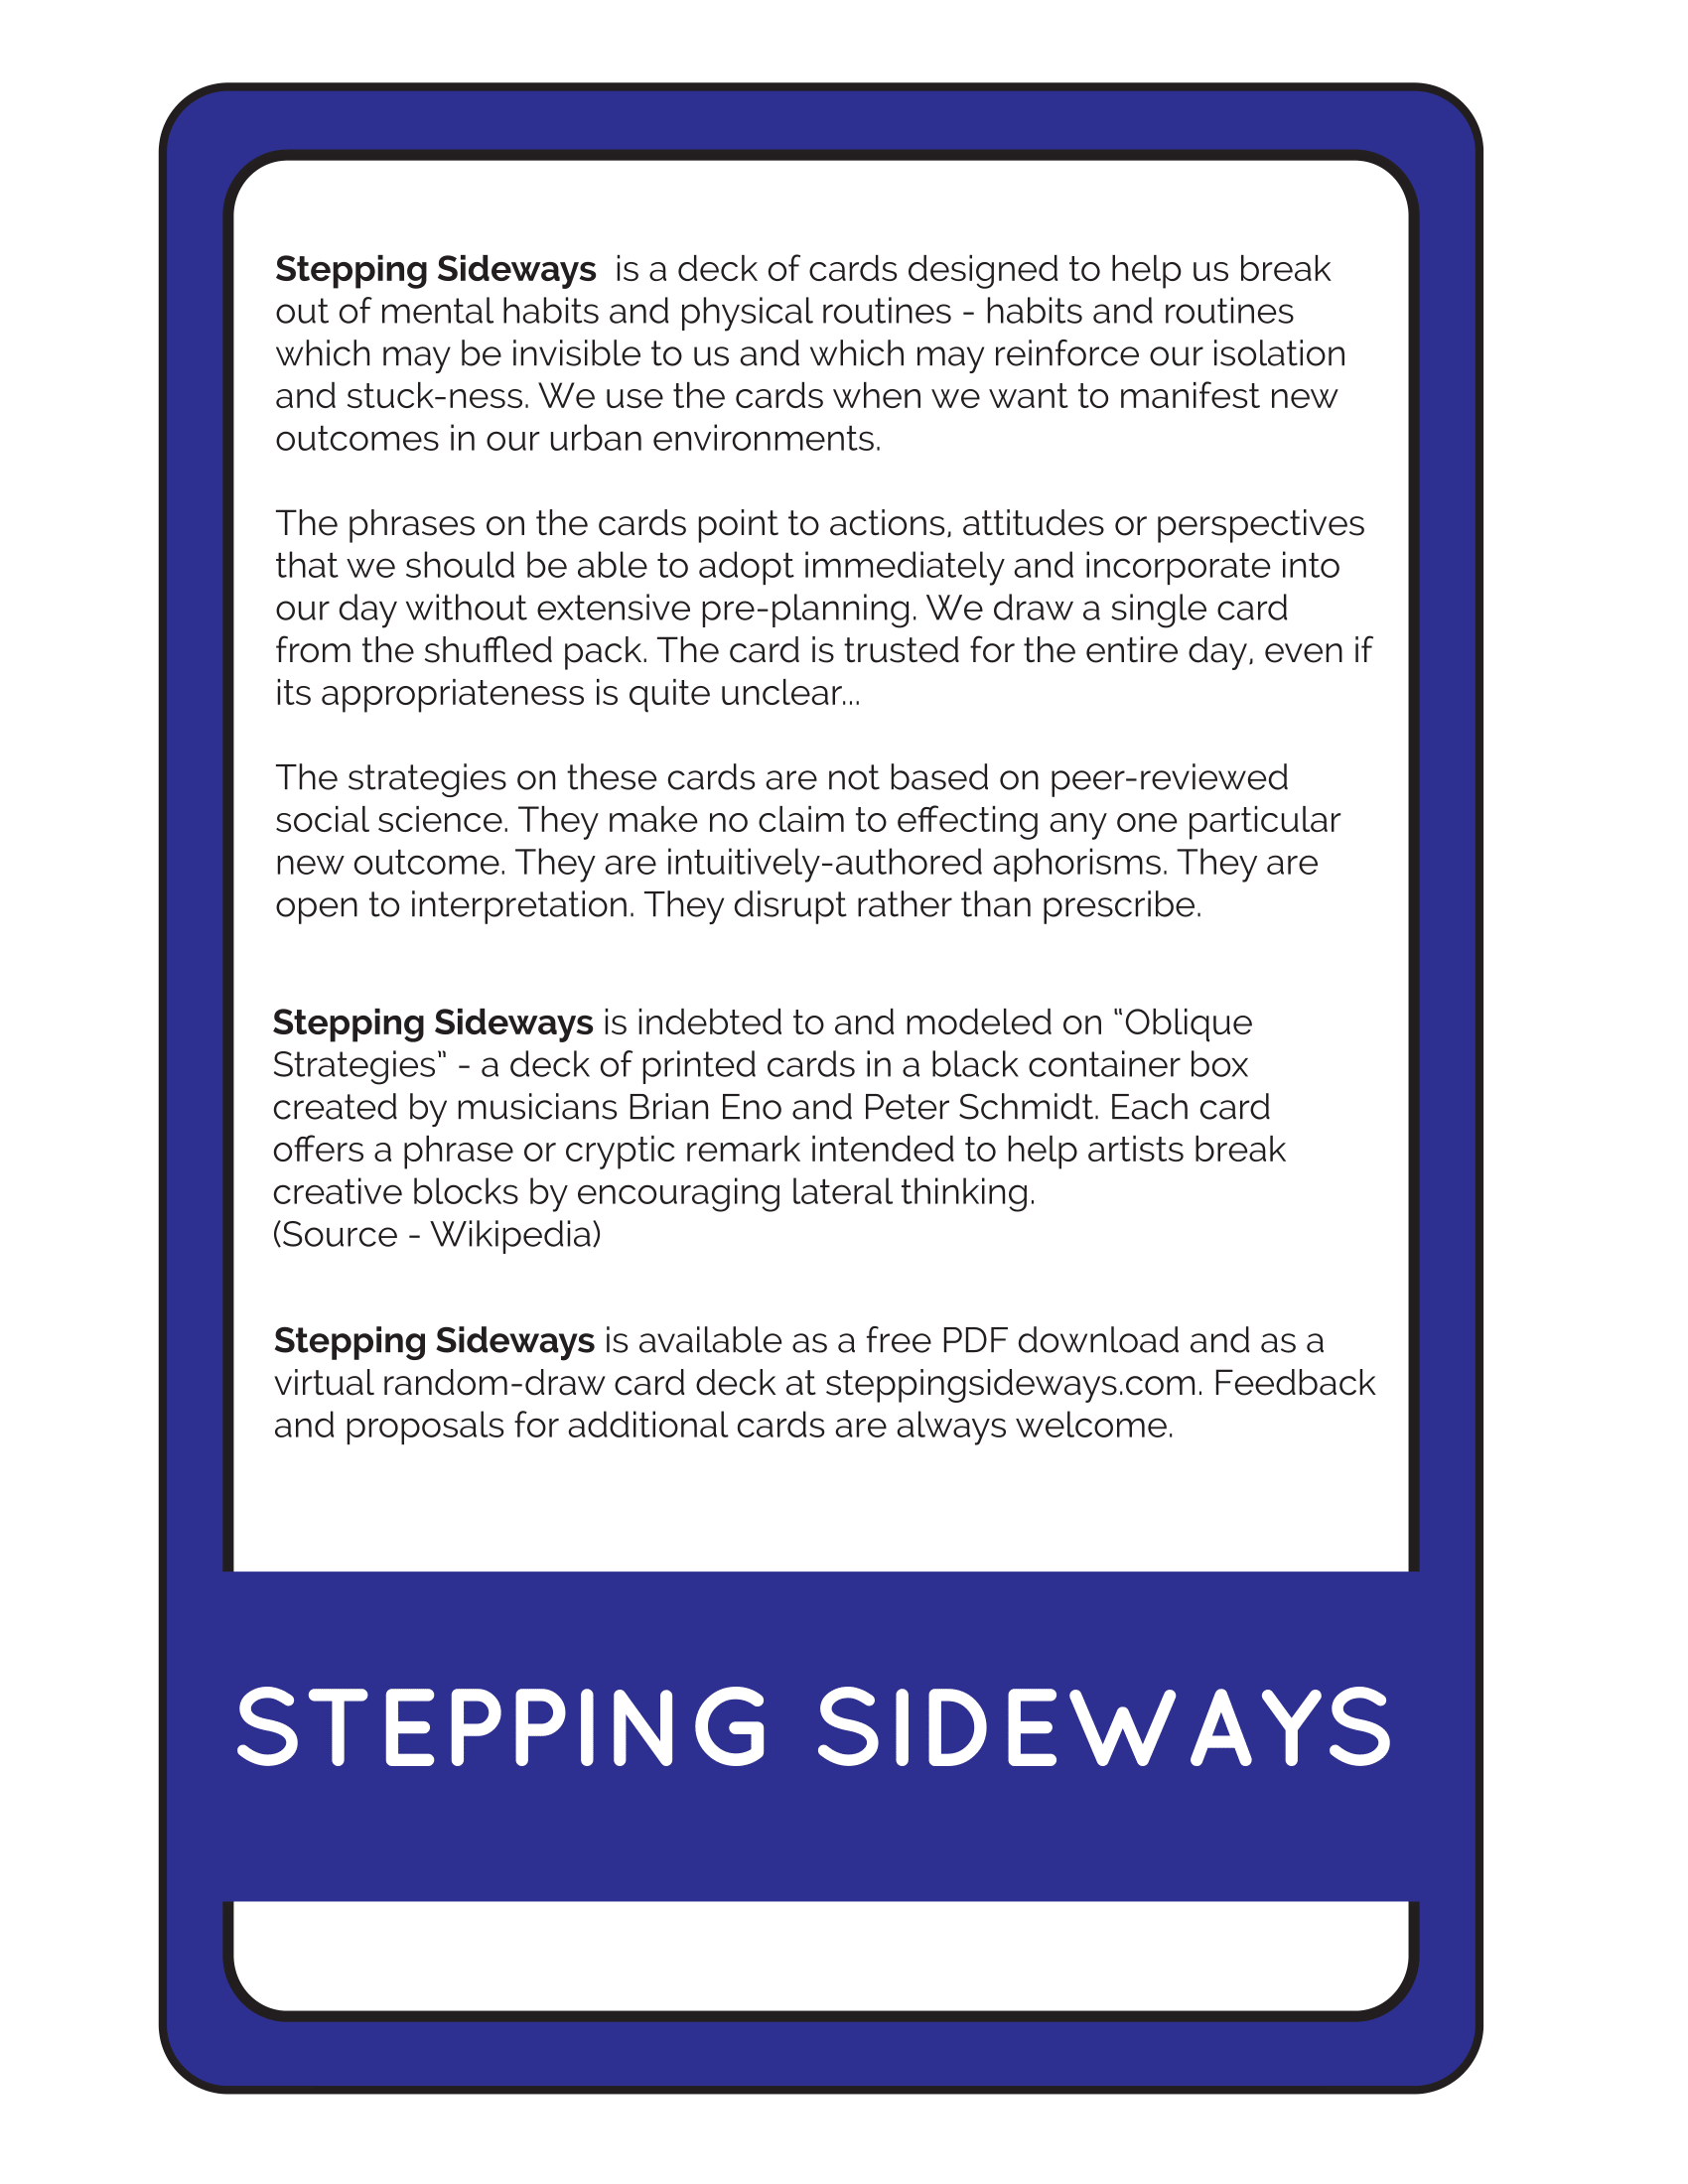 Stepping Sideways is a deck of cards designed to help us break
out of mental habits and physical routines - habits and routines
which may be invisible to us and which may reinforce our isolation
and stuck-ness. We use the cards when we want to manifest new
outcomes in our urban environments.
The phrases on the cards point to actions, attitudes or perspectives
that we should be able to adopt immediately and incorporate into
our day without extensive pre-planning. We draw a single card
from the shuffled pack. The card is trusted for the entire day, even if
its appropriateness is quite unclear...
The strategies on these cards are not based on peer-reviewed
social science. They make no claim to effecting any one particular
new outcome. They are intuitively-authored aphorisms. They are
open to interpretation. They disrupt rather than prescribe.
Stepping Sideways is indebted to and modeled on “Oblique
Strategies” - a deck of printed cards in a black container box
created by musicians Brian Eno and Peter Schmidt. Each card
offers a phrase or cryptic remark intended to help artists break
creative blocks by encouraging lateral thinking.
(Source - Wikipedia)
Stepping Sideways is available as a free PDF download and as a
virtual random-draw card deck at steppingsideways.com. Feedback
and proposals for additional cards are always welcome.
STEPPING SIDEWAYS